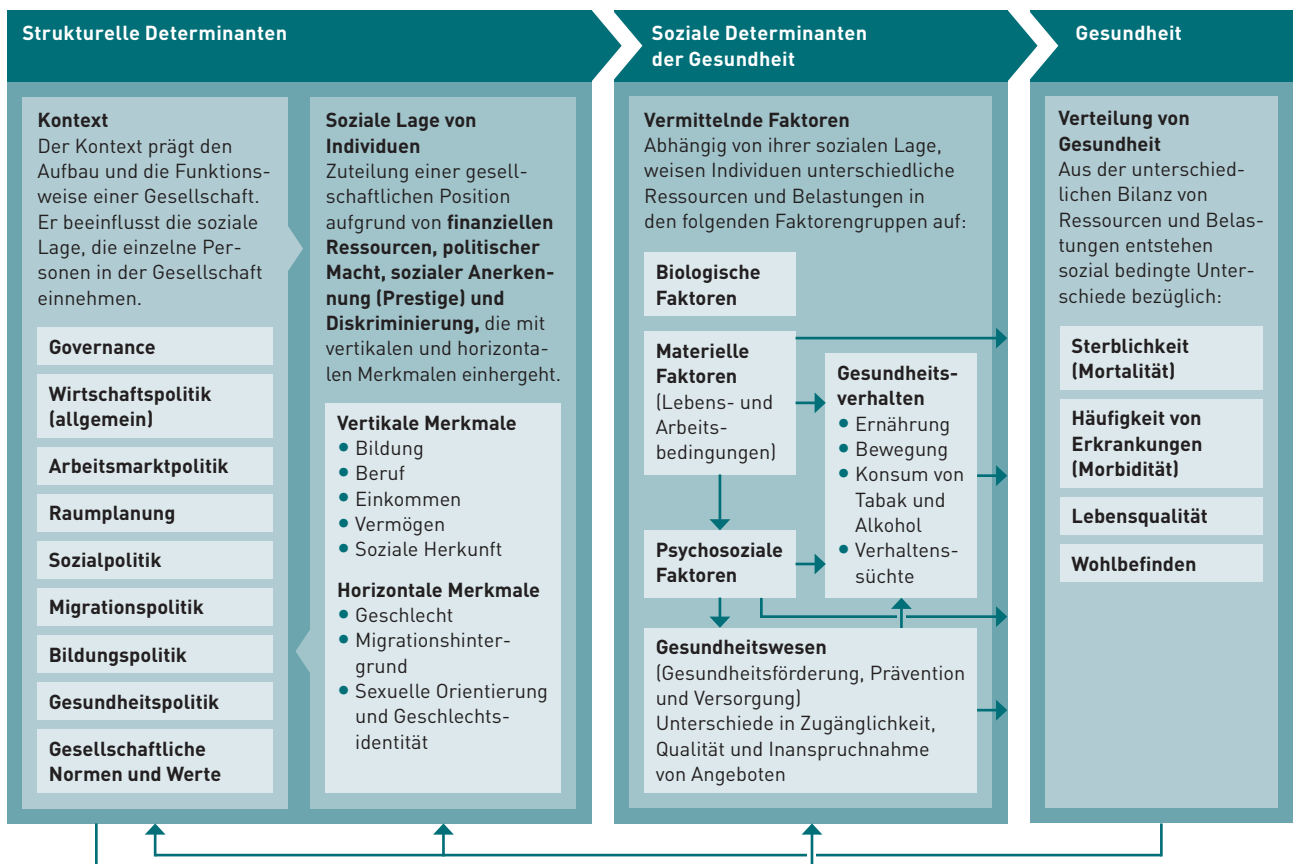 Strukturelle Determinanten
Soziale Determinanten
der Gesundheit
Gesundheit
Kontext
Der Kontext prägt den
Aufbau und die Funktions-
weise einer Gesellschaft.
Er beeinflusst die soziale
Lage, die einzelne Per-
sonen in der Gesellschaft
einnehmen.
Governance
Wirtschaftspolitik
(allgemein)
Arbeitsmarktpolitik
Raumplanung
Sozialpolitik
Migrationspolitik
Bildungspolitik
Gesundheitspolitik
Gesellschaftliche
Normen und Werte
Soziale Lage von
Individuen
Zuteilung einer gesell-
schaftlichen Position
aufgrund von finanziellen
Ressourcen, politischer
Macht, sozialer Anerken-
nung (Prestige) und
Diskriminierung, die mit
vertikalen und horizonta-
len Merkmalen einhergeht.
Vertikale Merkmale
• Bildung
• Beruf
• Einkommen
• Vermögen
• Soziale Herkunft
Horizontale Merkmale
• Geschlecht
• Migrationshinter-
grund
• Sexuelle Orientierung
und Geschlechts-
identität
Vermittelnde Faktoren
Abhängig von ihrer sozialen Lage,
weisen Individuen unterschiedliche
Ressourcen und Belastungen in
den folgenden Faktorengruppen auf:
Biologische
Faktoren
Materielle
Faktoren
(Lebens- und
Arbeits-
bedingungen)
Psychosoziale
Faktoren
Gesundheits-
verhalten
• Ernährung
• Bewegung
• Konsum von
Tabak und
Alkohol
• Verhaltens-
süchte
Gesundheitswesen
(Gesundheitsförderung, Prävention
und Versorgung)
Unterschiede in Zugänglichkeit,
Qualität und Inanspruchnahme
von Angeboten
Verteilung von
Gesundheit
Aus der unterschied-
lichen Bilanz von
Ressourcen und Belas-
tungen entstehen
sozial bedingte Unter-
schiede bezüglich:
Sterblichkeit
(Mortalität)
Häufigkeit von
Erkrankungen
(Morbidität)
Lebensqualität
Wohlbefinden